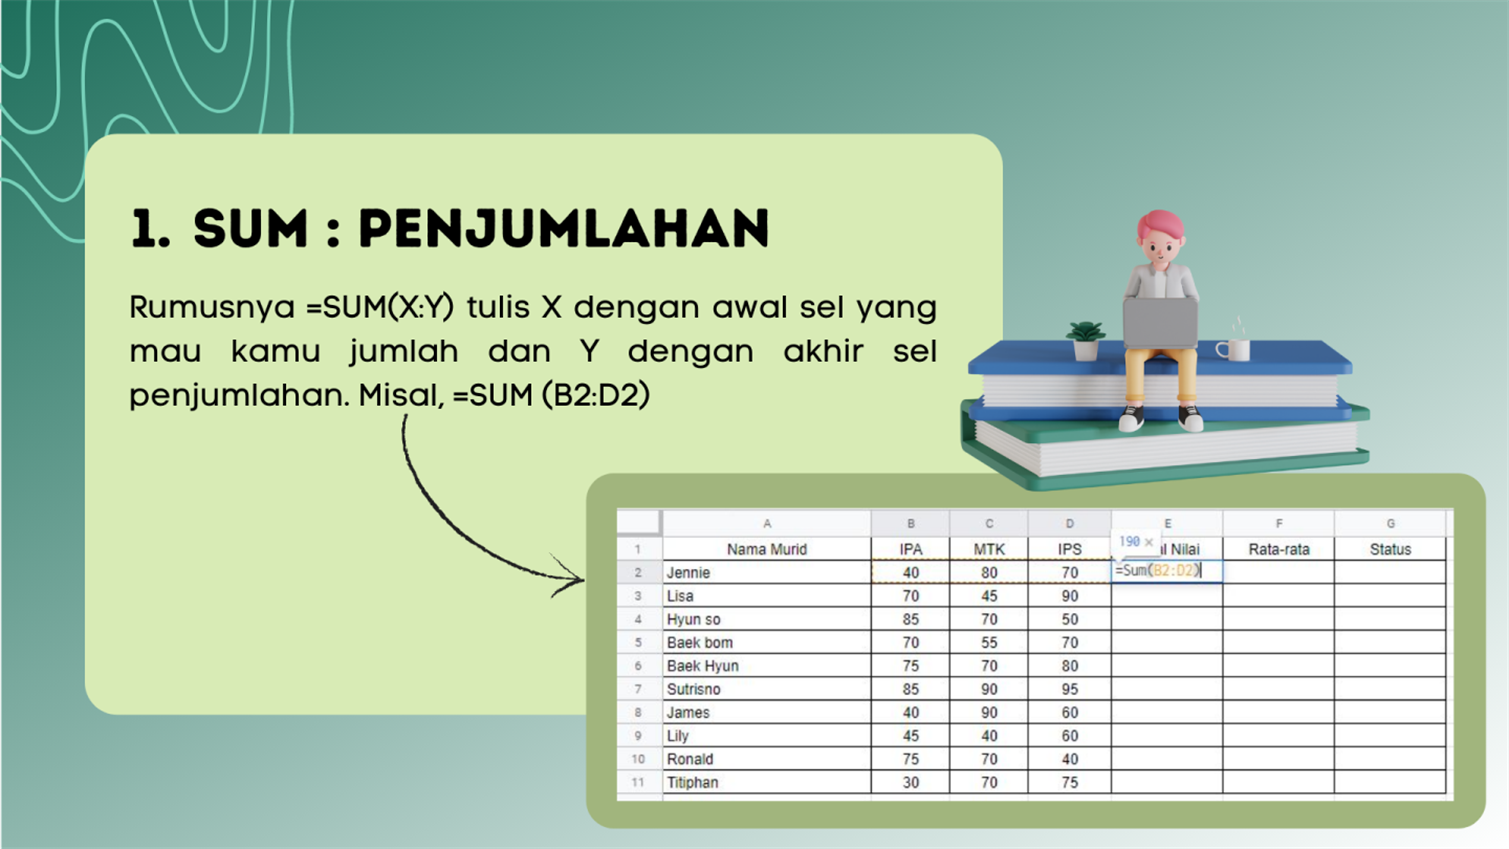 1. SUM : PENJUMLAHAN
Rumusnya =SUM(X:Y) tulis X dengan awal sel yang
mau kamu jumlah dan Y dengan akhir sel
penjumlahan. Misal, =SUM (B2:D2)
A B C D E F G
190 ×
1 Nama Murid IPA MTK IPS Nilai Rata-rata Status
2 Jennie 40 80 70 =Sum(B2:D2)
3 Lisa 70 45 90
4 Hyun so 85 70 50
5 Baek bom 70 55 70
6 Baek Hyun 75 70 80
7 Sutrisno 85 90 95
8 James 40 90 60
9 Lily 45 40 60
10 Ronald 75 70 40
11 Titiphan 30 70 75